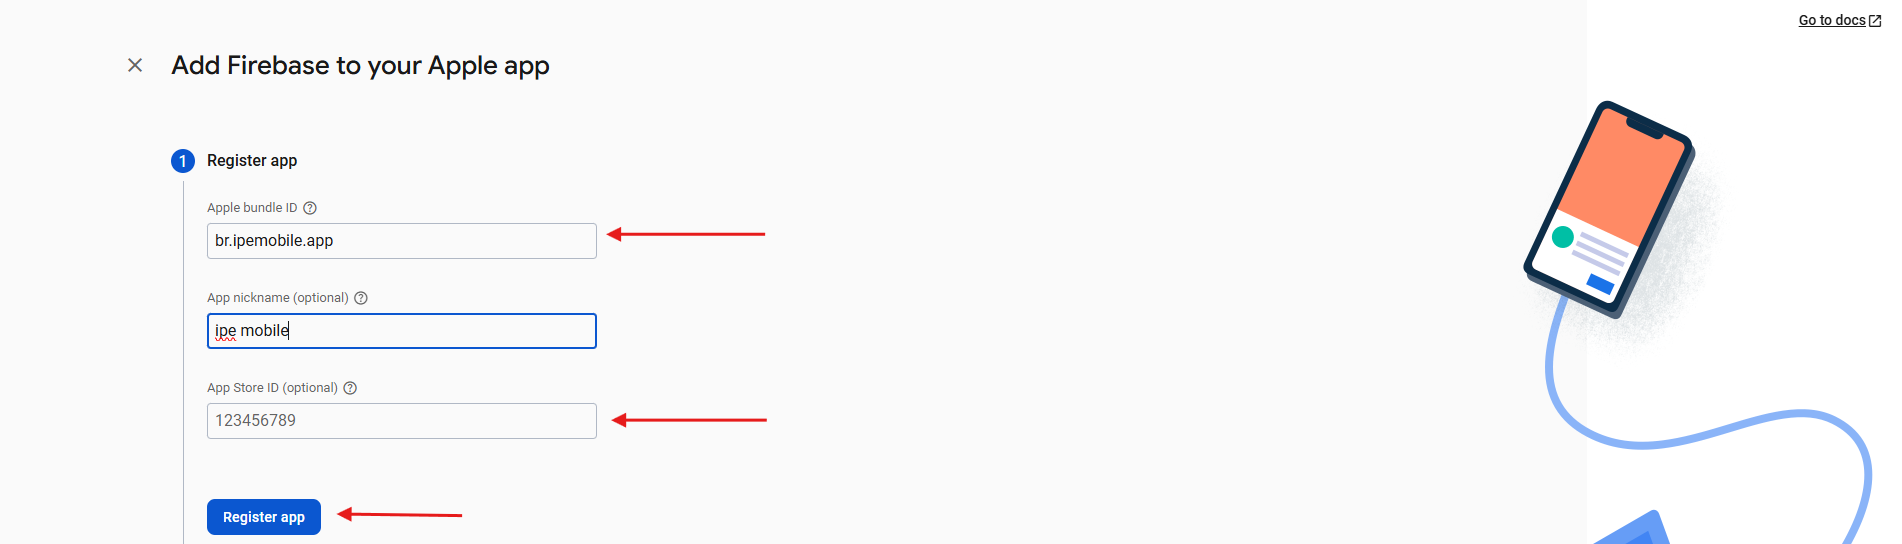 Go to docs
Add Firebase to your Apple app
1 Register app
Apple bundle ID ?
br.ipemobile.app
App nickname (optional) ?
ipe mobile
App Store ID (optional) ?
123456789
Register app